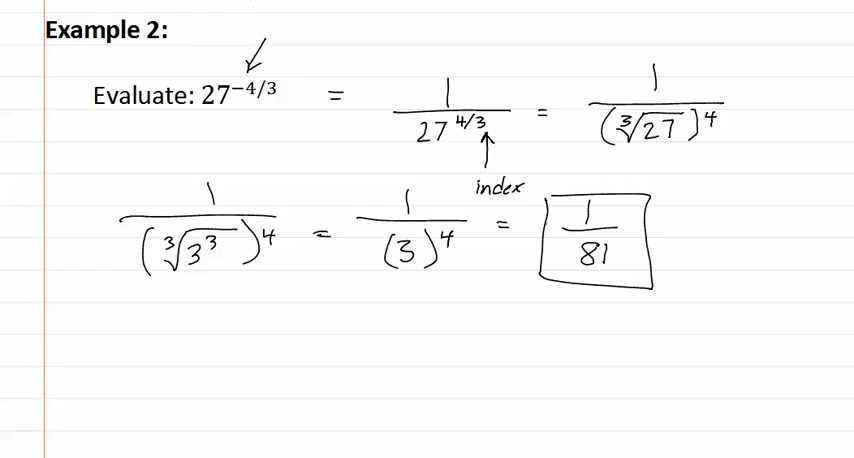 Example 2:
Evaluate: 27^(−4/3) = 1/27^(4/3) = 1/(∛27)^4
index
1/(∛3^3)^4 = 1/(3)^4 = 1/81